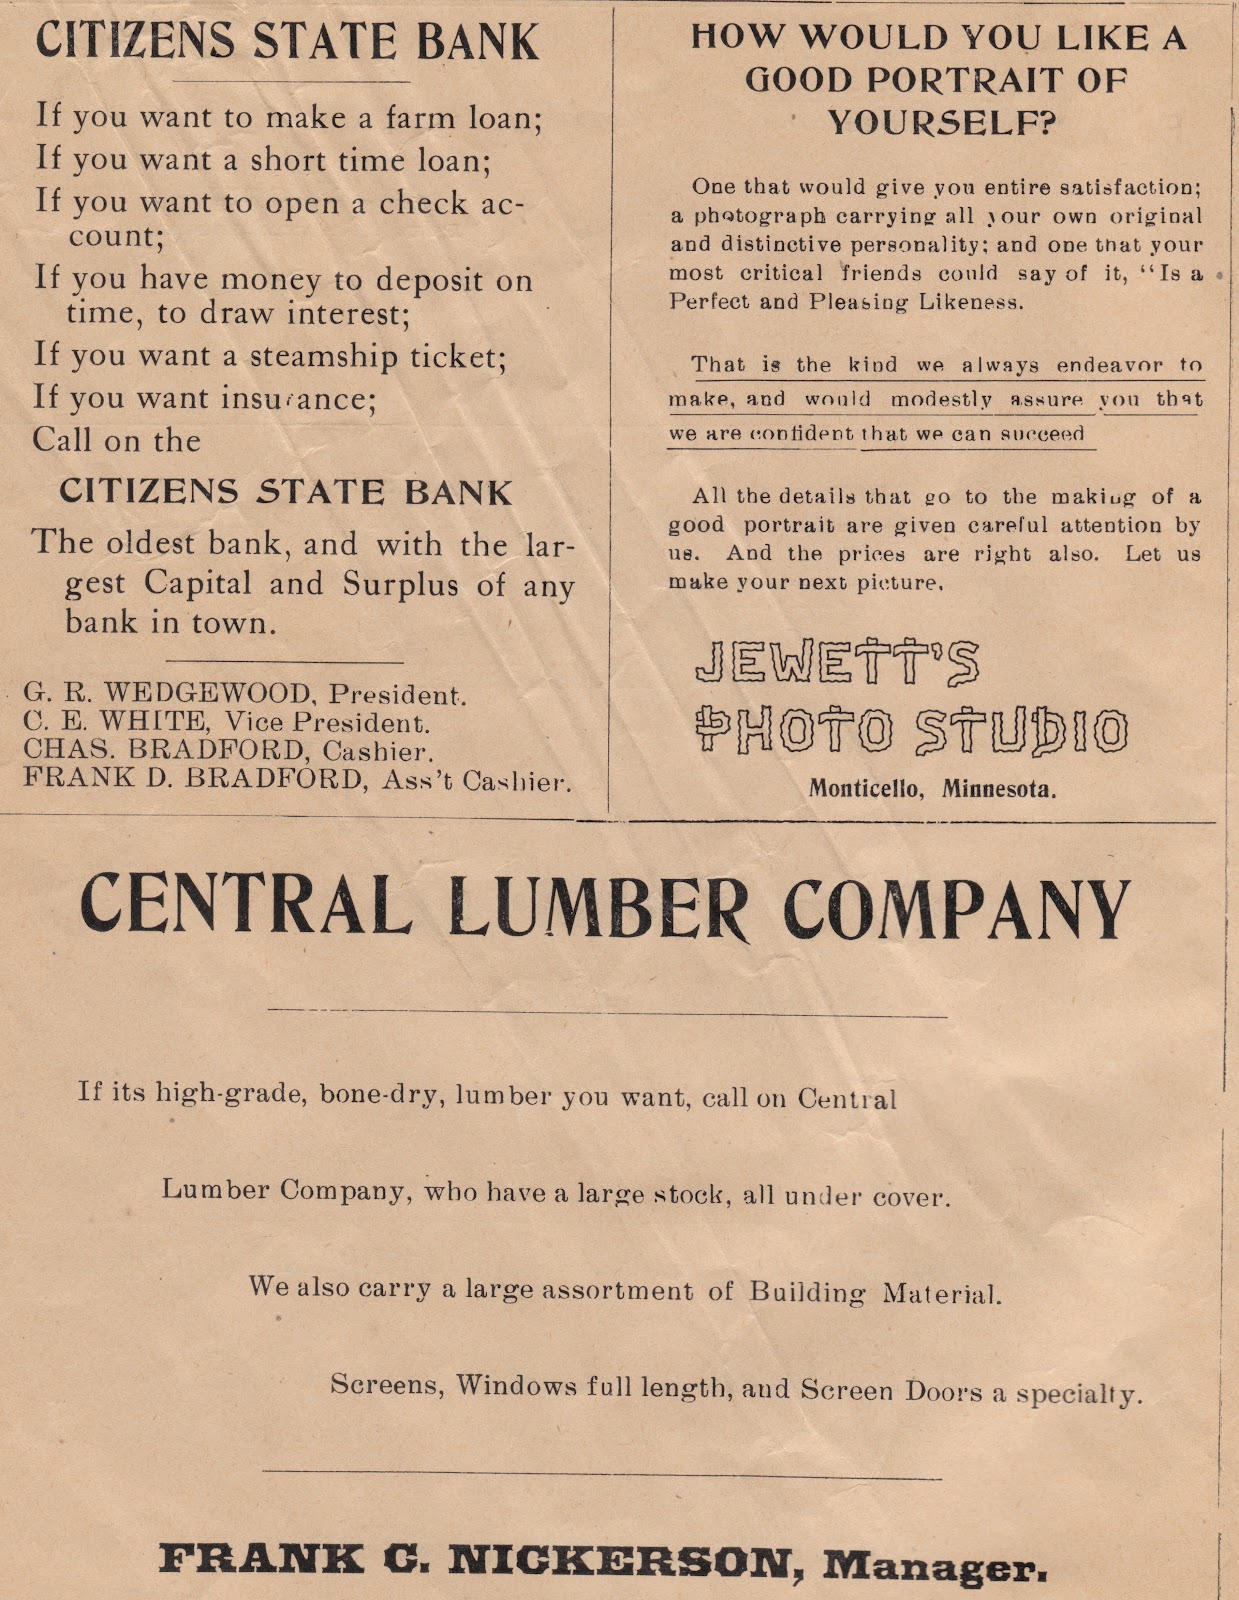 CITIZENS STATE BANK
If you want to make a farm loan;
If you want a short time loan;
If you want to open a check ac-
count;
If you have money to deposit on
time, to draw interest;
If you want a steamship ticket;
If you want insurance;
Call on the
CITIZENS STATE BANK
The oldest bank, and with the lar-
gest Capital and Surplus of any
bank in town.
G. R. WEDGEWOOD, President.
C. E. WHITE, Vice President.
CHAS. BRADFORD, Cashier.
FRANK D. BRADFORD, Ass't Cashier.
HOW WOULD YOU LIKE A
GOOD PORTRAIT OF
YOURSELF?
One that would give you entire satisfaction;
a photograph carrying all your own original
and distinctive personality; and one that your
most critical friends could say of it, "Is a
Perfect and Pleasing Likeness.
That is the kind we always endeavor to
make, and would modestly assure you that
we are confident that we can succeed
All the details that go to the making of a
good portrait are given careful attention by
us. And the prices are right also. Let us
make your next picture.
JEWETT'S
PHOTO STUDIO
Monticello, Minnesota.
CENTRAL LUMBER COMPANY
If its high-grade, bone-dry, lumber you want, call on Central
Lumber Company, who have a large stock, all under cover.
We also carry a large assortment of Building Material.
Screens, Windows full length, and Screen Doors a specialty.
FRANK C. NICKERSON, Manager.